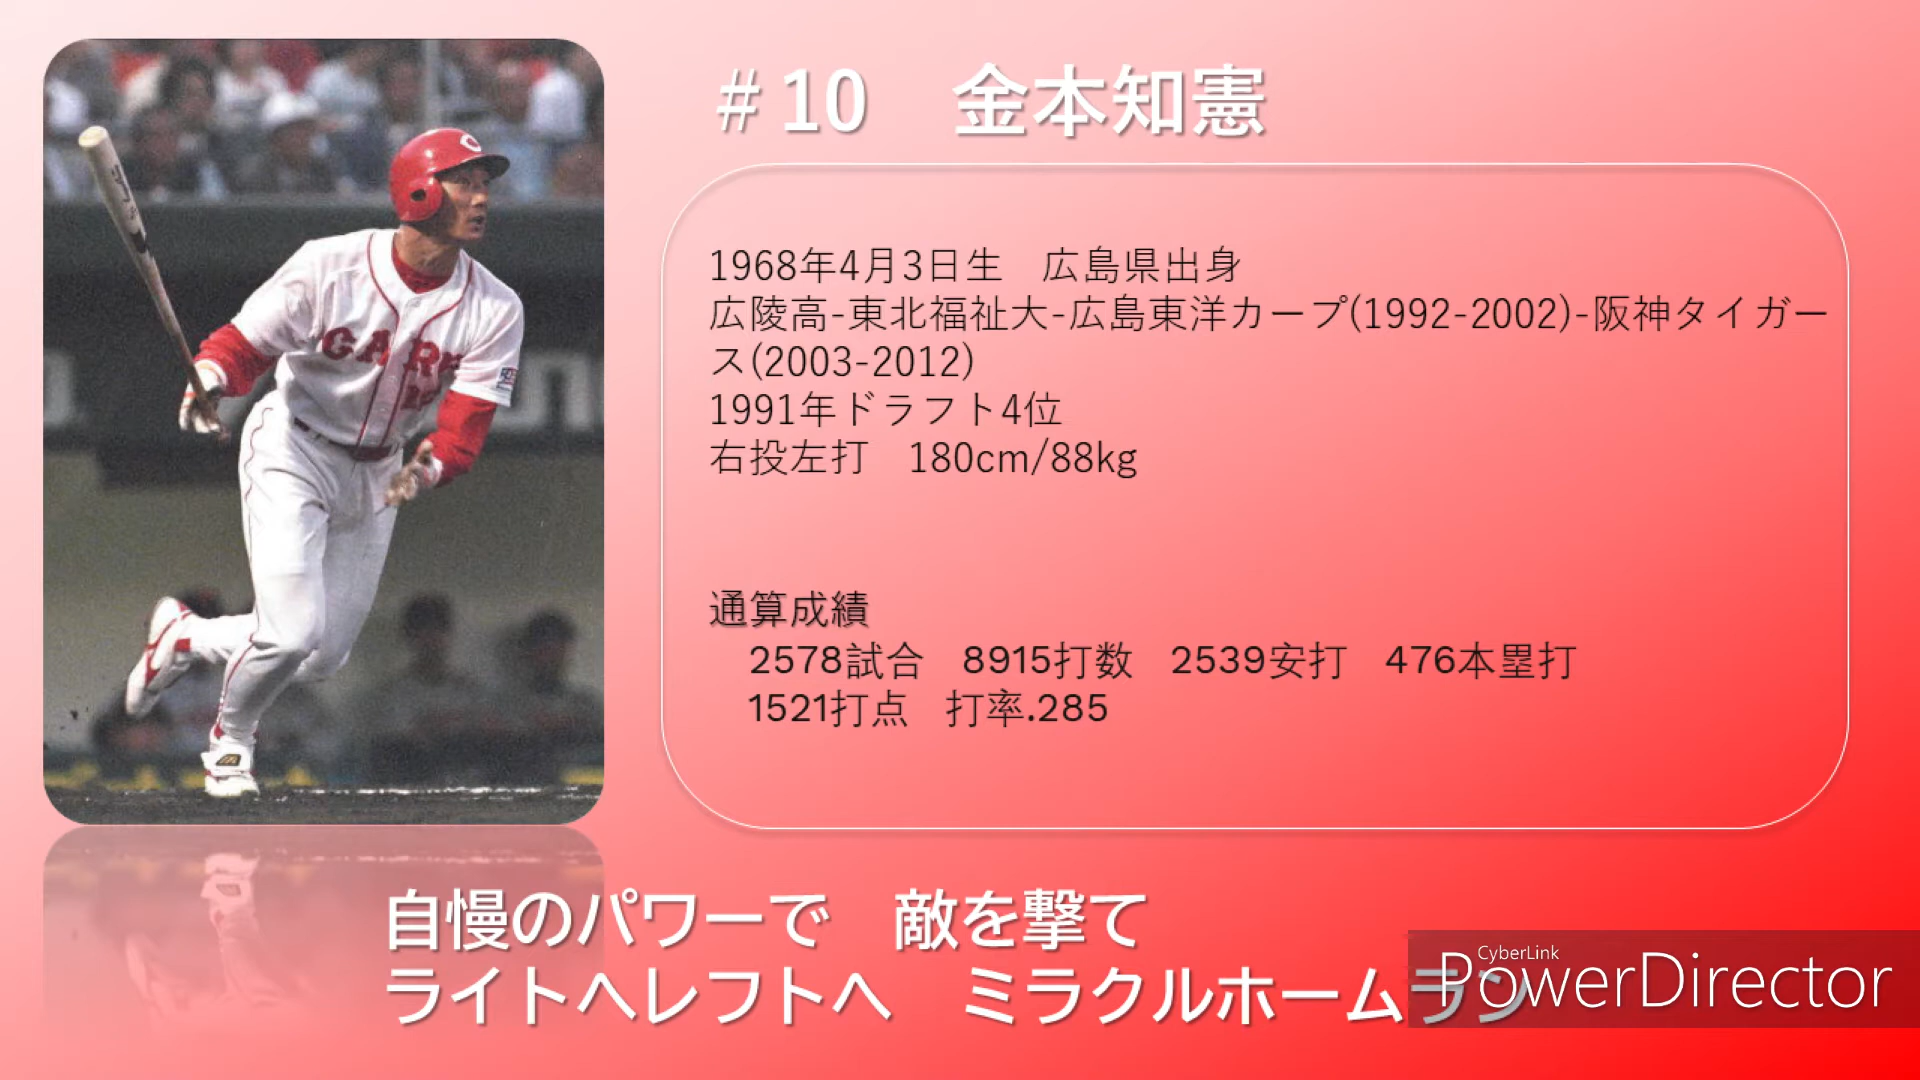 #10 金本知憲
1968年4月3日生 広島県出身
広陵高-東北福祉大-広島東洋カープ(1992-2002)-阪神タイガー
ス(2003-2012)
1991年ドラフト4位
右投左打 180cm/88kg
通算成績
2578試合 8915打数 2539安打 476本塁打
1521打点 打率.285
自慢のパワーで 敵を撃て
ライトへレフトへ ミラクルホームラン
CyberLink
PowerDirector
CARP
C